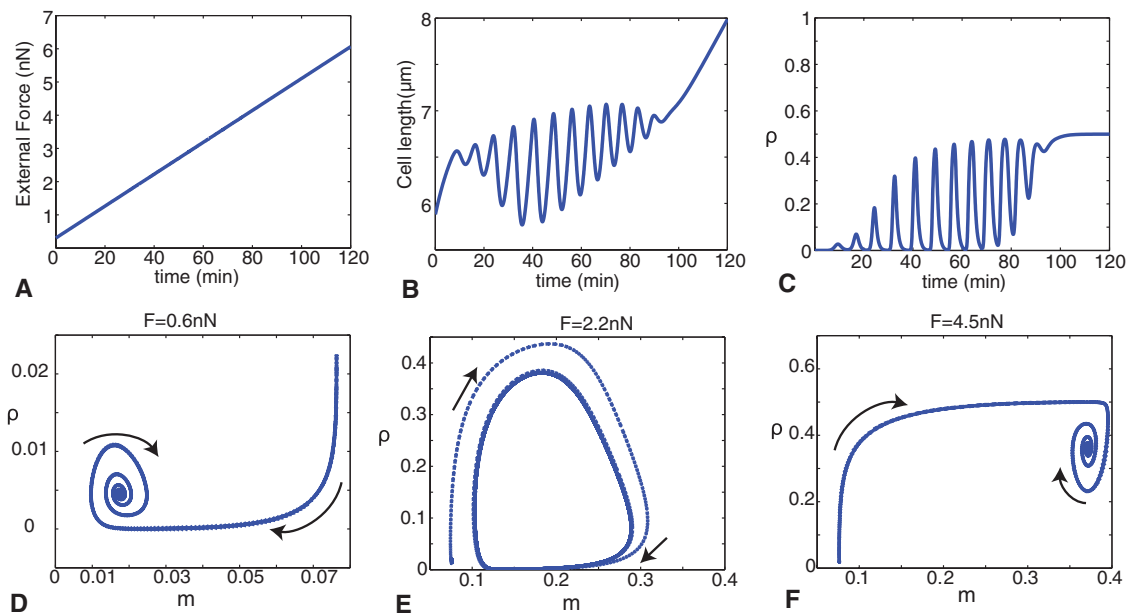 External Force (nN)
7
6
5
4
3
2
1
0 20 40 60 80 100 120
time (min)
A
Cell length(μm)
8
7
6
0 20 40 60 80 100 120
time (min)
B
ρ
1
0.8
0.6
0.4
0.2
0
0 20 40 60 80 100 120
time (min)
C
F=0.6nN
ρ
0.02
0.01
0
0 0.01 0.03 0.05 0.07
m
D
F=2.2nN
ρ
0.4
0.3
0.2
0.1
0
0.1 0.2 0.3 0.4
m
E
F=4.5nN
ρ
0.6
0.4
0.2
0
0.1 0.2 0.3 0.4
m
F